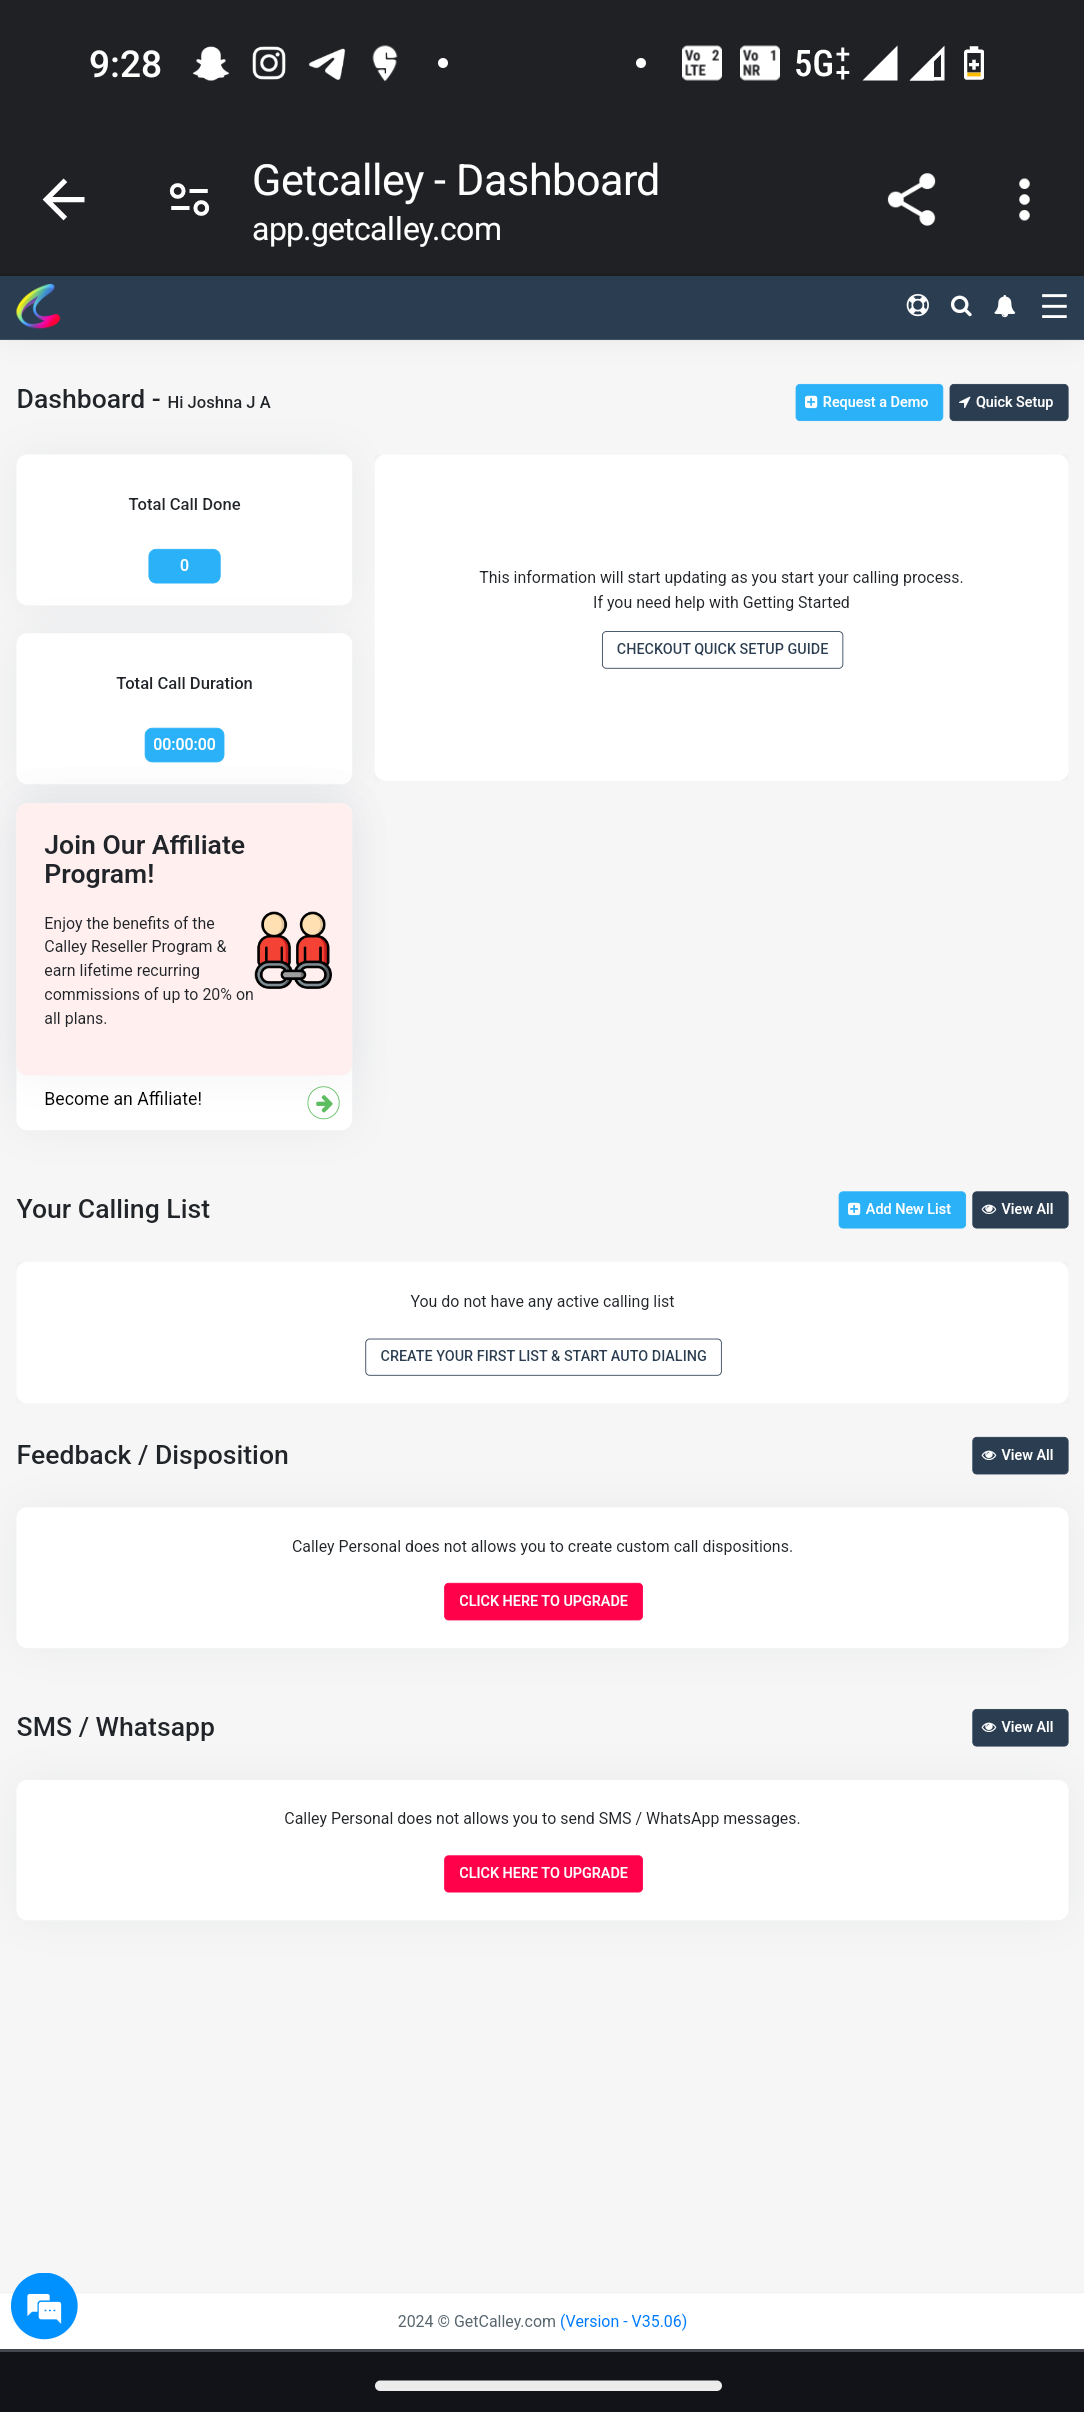 9:28
Vo 2
LTE
Vo 1
NR
5G‡
Getcalley - Dashboard
app.getcalley.com
Dashboard - Hi Joshna J A
Request a Demo
Quick Setup
Total Call Done
0
This information will start updating as you start your calling process.
If you need help with Getting Started
CHECKOUT QUICK SETUP GUIDE
Total Call Duration
00:00:00
Join Our Affiliate
Program!
Enjoy the benefits of the
Calley Reseller Program &
earn lifetime recurring
commissions of up to 20% on
all plans.
Become an Affiliate!
Your Calling List
Add New List
View All
You do not have any active calling list
CREATE YOUR FIRST LIST & START AUTO DIALING
Feedback / Disposition
View All
Calley Personal does not allows you to create custom call dispositions.
CLICK HERE TO UPGRADE
SMS / Whatsapp
View All
Calley Personal does not allows you to send SMS / WhatsApp messages.
CLICK HERE TO UPGRADE
2024 © GetCalley.com (Version - V35.06)